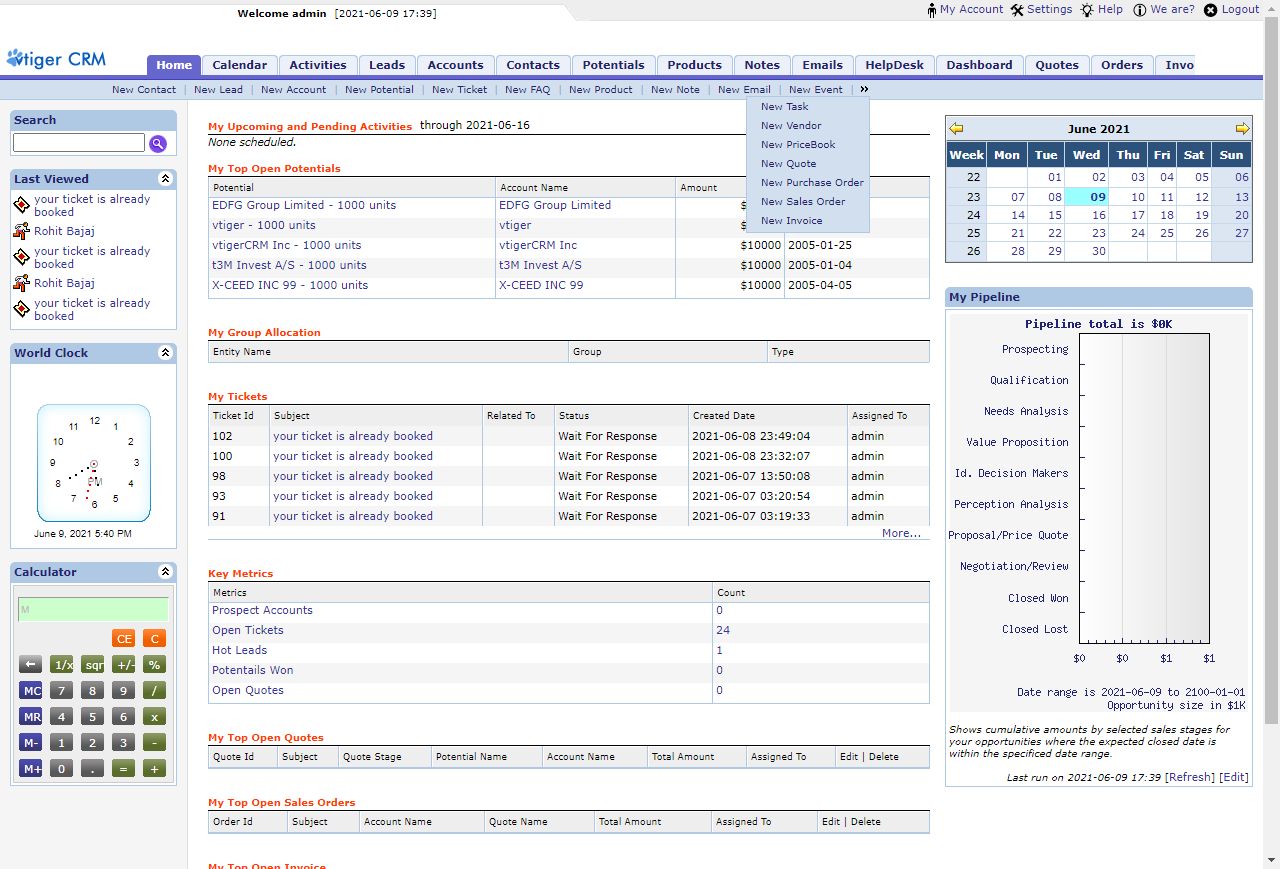 Welcome admin [2021-06-09 17:39]
My Account Settings Help We are? Logout
vtiger CRM
Home Calendar Activities Leads Accounts Contacts Potentials Products Notes Emails HelpDesk Dashboard Quotes Orders Invo
New Contact | New Lead | New Account | New Potential | New Ticket | New FAQ | New Product | New Note | New Email | New Event | »
New Task
New Vendor
New PriceBook
New Quote
New Purchase Order
New Sales Order
New Invoice
Search
Last Viewed
your ticket is already
booked
Rohit Bajaj
your ticket is already
booked
Rohit Bajaj
your ticket is already
booked
World Clock
12
11 1
10 2
9 3
8 PM 4
7 5
6
June 9, 2021 5:40 PM
Calculator
M
CE C
← 1/x sqr +/- %
MC 7 8 9 /
MR 4 5 6 x
M- 1 2 3 -
M+ 0 . = +
My Upcoming and Pending Activities through 2021-06-16
None scheduled.
My Top Open Potentials
Potential Account Name Amount
EDFG Group Limited - 1000 units EDFG Group Limited $
vtiger - 1000 units vtiger $
vtigerCRM Inc - 1000 units vtigerCRM Inc $10000 2005-01-25
t3M Invest A/S - 1000 units t3M Invest A/S $10000 2005-01-04
X-CEED INC 99 - 1000 units X-CEED INC 99 $10000 2005-04-05
My Group Allocation
Entity Name Group Type
My Tickets
Ticket Id Subject Related To Status Created Date Assigned To
102 your ticket is already booked Wait For Response 2021-06-08 23:49:04 admin
100 your ticket is already booked Wait For Response 2021-06-08 23:32:07 admin
98 your ticket is already booked Wait For Response 2021-06-07 13:50:08 admin
93 your ticket is already booked Wait For Response 2021-06-07 03:20:54 admin
91 your ticket is already booked Wait For Response 2021-06-07 03:19:33 admin
More...
Key Metrics
Metrics Count
Prospect Accounts 0
Open Tickets 24
Hot Leads 1
Potentails Won 0
Open Quotes 0
My Top Open Quotes
Quote Id Subject Quote Stage Potential Name Account Name Total Amount Assigned To Edit | Delete
My Top Open Sales Orders
Order Id Subject Account Name Quote Name Total Amount Assigned To Edit | Delete
My Top Open Invoice
June 2021
Week Mon Tue Wed Thu Fri Sat Sun
22 01 02 03 04 05 06
23 07 08 09 10 11 12 13
24 14 15 16 17 18 19 20
25 21 22 23 24 25 26 27
26 28 29 30
My Pipeline
Pipeline total is $0K
Prospecting
Qualification
Needs Analysis
Value Proposition
Id. Decision Makers
Perception Analysis
Proposal/Price Quote
Negotiation/Review
Closed Won
Closed Lost
$0 $0 $1 $1
Date range is 2021-06-09 to 2100-01-01
Opportunity size in $1K
Shows cumulative amounts by selected sales stages for
your opportunities where the expected closed date is
within the specificed date range.
Last run on 2021-06-09 17:39 [Refresh] [Edit]